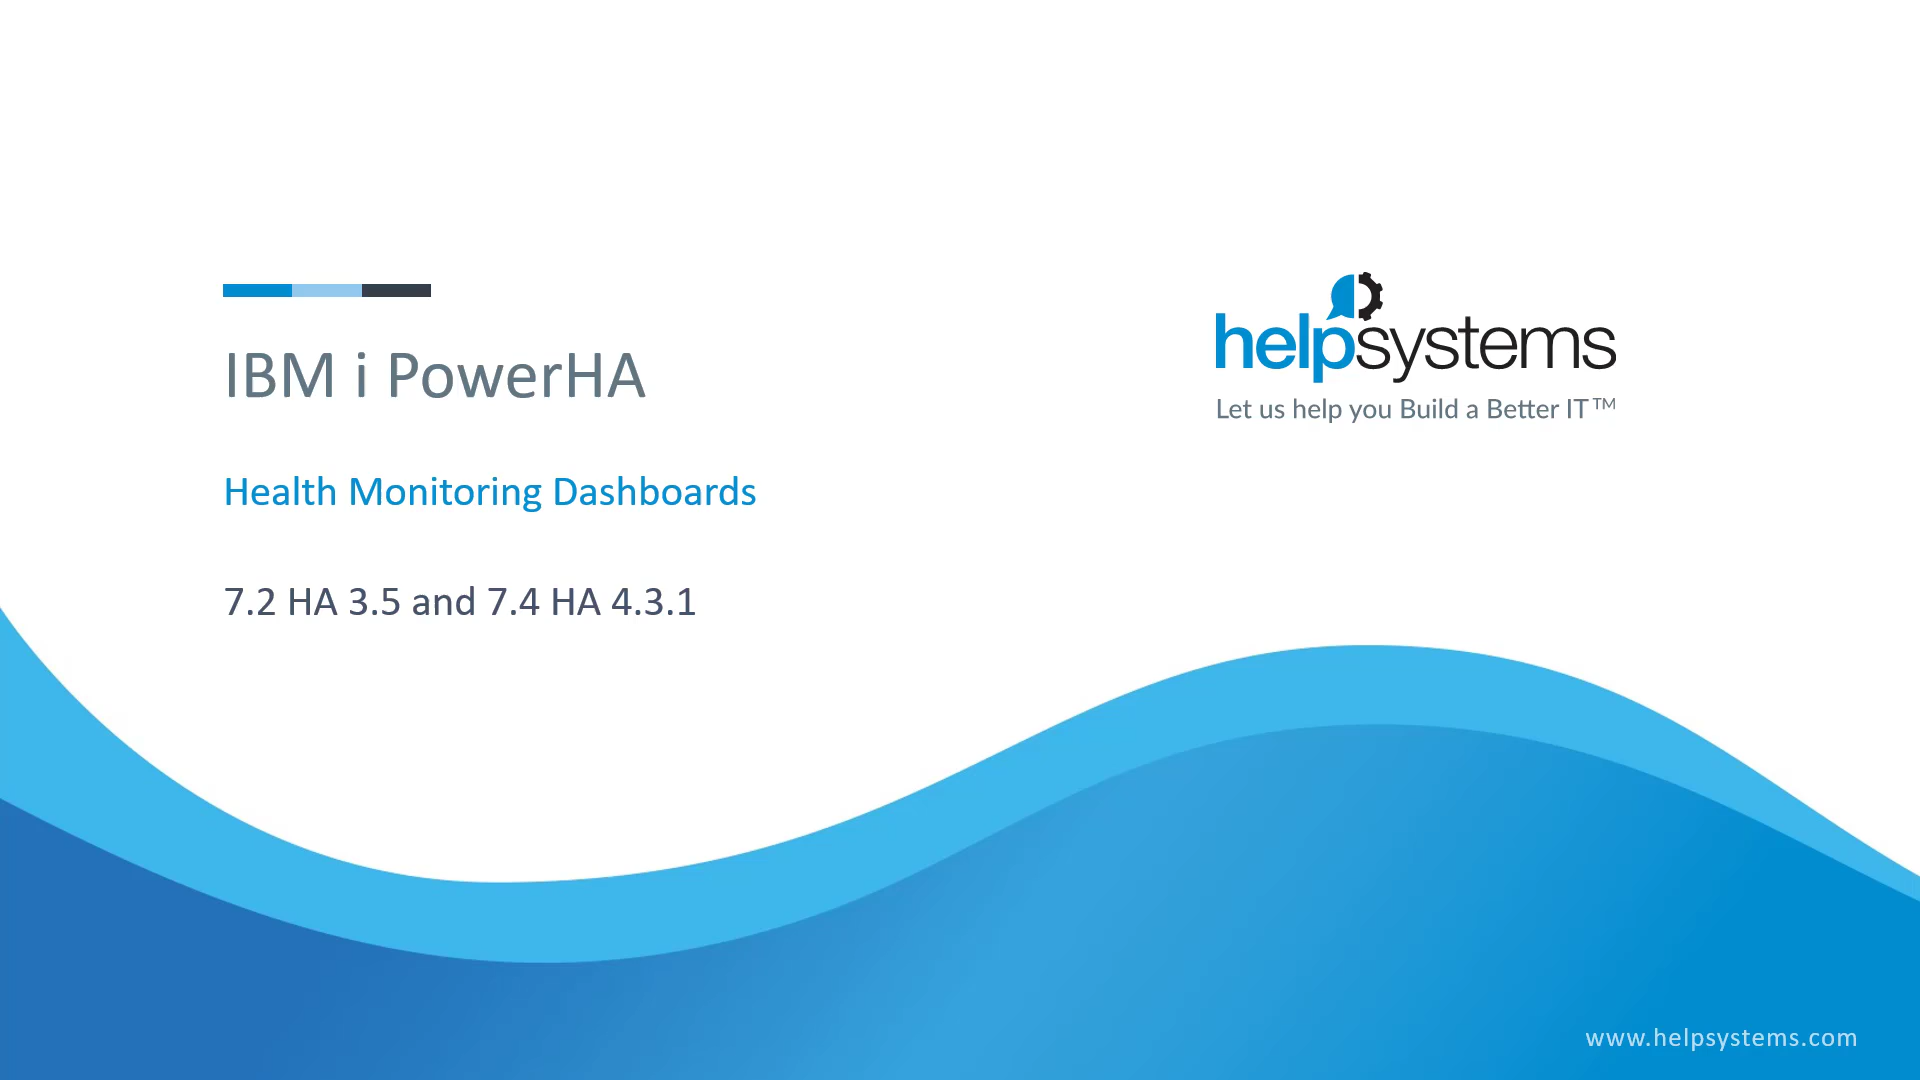 IBM i PowerHA
Health Monitoring Dashboards
7.2 HA 3.5 and 7.4 HA 4.3.1
helpsystems
Let us help you Build a Better IT™
www.helpsystems.com